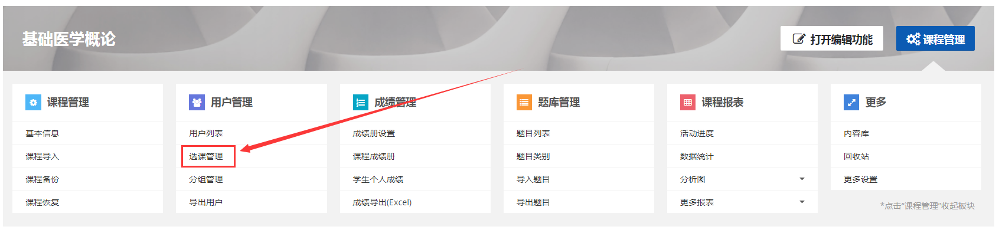 基础医学概论
打开编辑功能
课程管理
课程管理
基本信息
课程导入
课程备份
课程恢复
用户管理
用户列表
选课管理
分组管理
导出用户
成绩管理
成绩册设置
课程成绩册
学生个人成绩
成绩导出(Excel)
题库管理
题目列表
题目类别
导入题目
导出题目
课程报表
活动进度
数据统计
分析图
更多报表
更多
内容库
回收站
更多设置
*点击“课程管理”收起板块